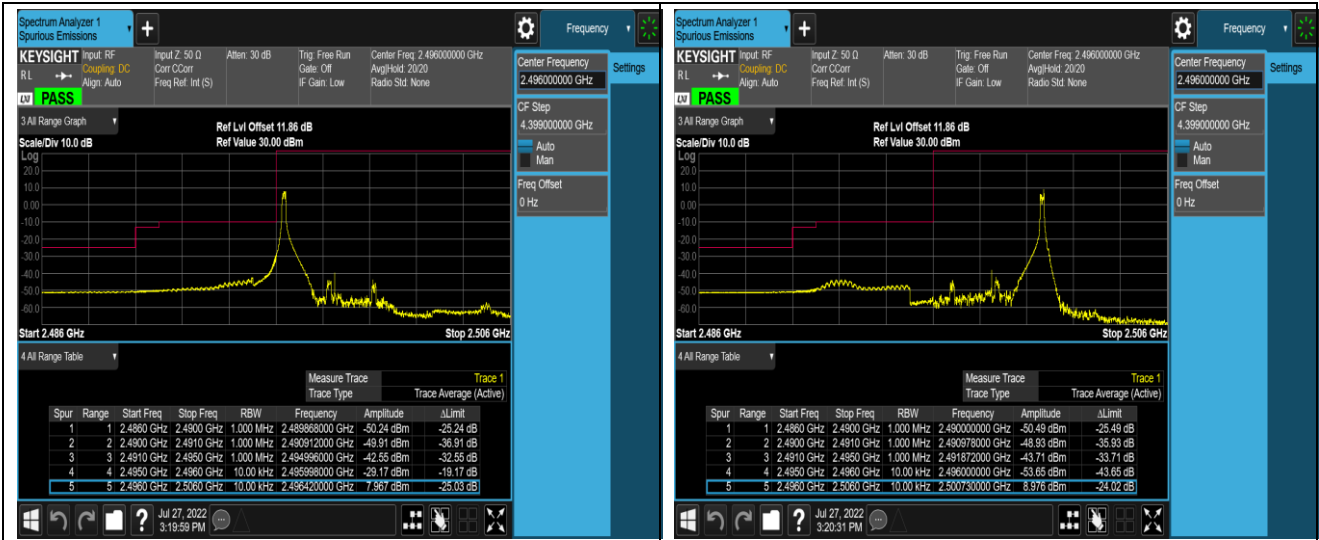 Spectrum Analyzer 1
Spurious Emissions
+
Frequency
KEYSIGHT Input: RF Input Z: 50 Ω Atten: 30 dB Trig: Free Run Center Freq: 2.496000000 GHz
RL Coupling: DC Corr CCorr Gate: Off Avg|Hold: 20/20
Align: Auto Freq Ref: Int (S) IF Gain: Low Radio Std: None
LXI PASS
Center Frequency
2.496000000 GHz
Settings
CF Step
4.399000000 GHz
Auto
Man
Freq Offset
0 Hz
3 All Range Graph
Ref Lvl Offset 11.86 dB
Scale/Div 10.0 dB Ref Value 30.00 dBm
Log
20.0
10.0
0.00
-10.0
-20.0
-30.0
-40.0
-50.0
-60.0
Start 2.486 GHz Stop 2.506 GHz
4 All Range Table
Measure Trace Trace 1
Trace Type Trace Average (Active)
Spur Range Start Freq Stop Freq RBW Frequency Amplitude ΔLimit
1 1 2.4860 GHz 2.4900 GHz 1.000 MHz 2.489868000 GHz -50.24 dBm -25.24 dB
2 2 2.4900 GHz 2.4910 GHz 1.000 MHz 2.490912000 GHz -49.91 dBm -36.91 dB
3 3 2.4910 GHz 2.4950 GHz 1.000 MHz 2.494996000 GHz -42.55 dBm -32.55 dB
4 4 2.4950 GHz 2.4960 GHz 10.00 kHz 2.495998000 GHz -29.17 dBm -19.17 dB
5 5 2.4960 GHz 2.5060 GHz 10.00 kHz 2.496420000 GHz 7.967 dBm -25.03 dB
?
Jul 27, 2022
3:19:59 PM
Spectrum Analyzer 1
Spurious Emissions
+
Frequency
KEYSIGHT Input: RF Input Z: 50 Ω Atten: 30 dB Trig: Free Run Center Freq: 2.496000000 GHz
RL Coupling: DC Corr CCorr Gate: Off Avg|Hold: 20/20
Align: Auto Freq Ref: Int (S) IF Gain: Low Radio Std: None
LXI PASS
Center Frequency
2.496000000 GHz
Settings
CF Step
4.399000000 GHz
Auto
Man
Freq Offset
0 Hz
3 All Range Graph
Ref Lvl Offset 11.86 dB
Scale/Div 10.0 dB Ref Value 30.00 dBm
Log
20.0
10.0
0.00
-10.0
-20.0
-30.0
-40.0
-50.0
-60.0
Start 2.486 GHz Stop 2.506 GHz
4 All Range Table
Measure Trace Trace 1
Trace Type Trace Average (Active)
Spur Range Start Freq Stop Freq RBW Frequency Amplitude ΔLimit
1 1 2.4860 GHz 2.4900 GHz 1.000 MHz 2.490000000 GHz -50.49 dBm -25.49 dB
2 2 2.4900 GHz 2.4910 GHz 1.000 MHz 2.490978000 GHz -48.93 dBm -35.93 dB
3 3 2.4910 GHz 2.4950 GHz 1.000 MHz 2.491872000 GHz -43.71 dBm -33.71 dB
4 4 2.4950 GHz 2.4960 GHz 10.00 kHz 2.496000000 GHz -53.65 dBm -43.65 dB
5 5 2.4960 GHz 2.5060 GHz 10.00 kHz 2.500730000 GHz 8.976 dBm -24.02 dB
?
Jul 27, 2022
3:20:31 PM